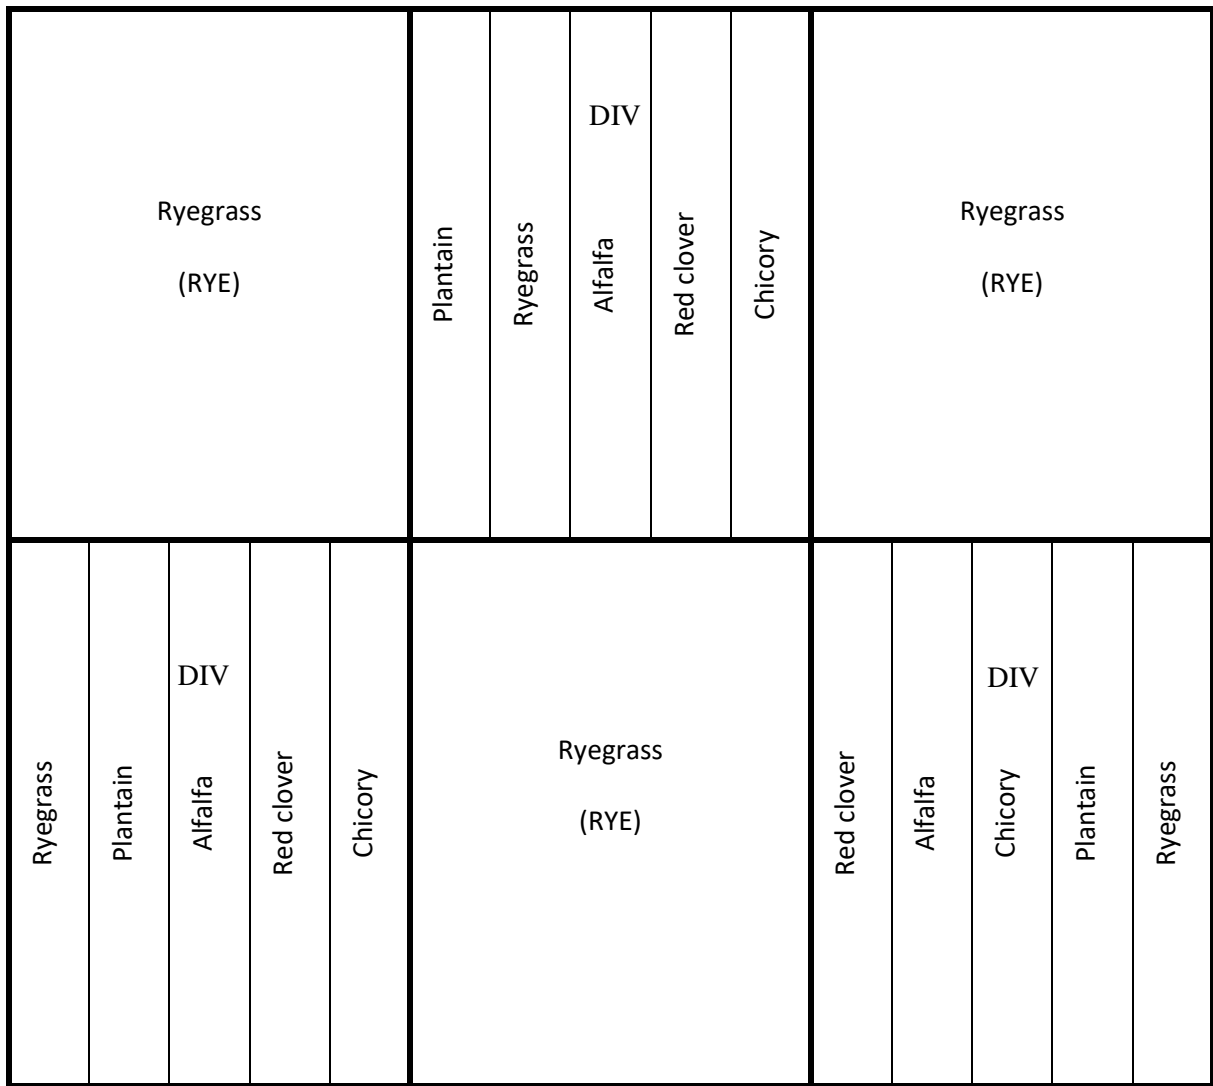 Ryegrass
(RYE)
DIV
Plantain
Ryegrass
Alfalfa
Red clover
Chicory
Ryegrass
(RYE)
DIV
Ryegrass
Plantain
Alfalfa
Red clover
Chicory
Ryegrass
(RYE)
DIV
Red clover
Alfalfa
Chicory
Plantain
Ryegrass